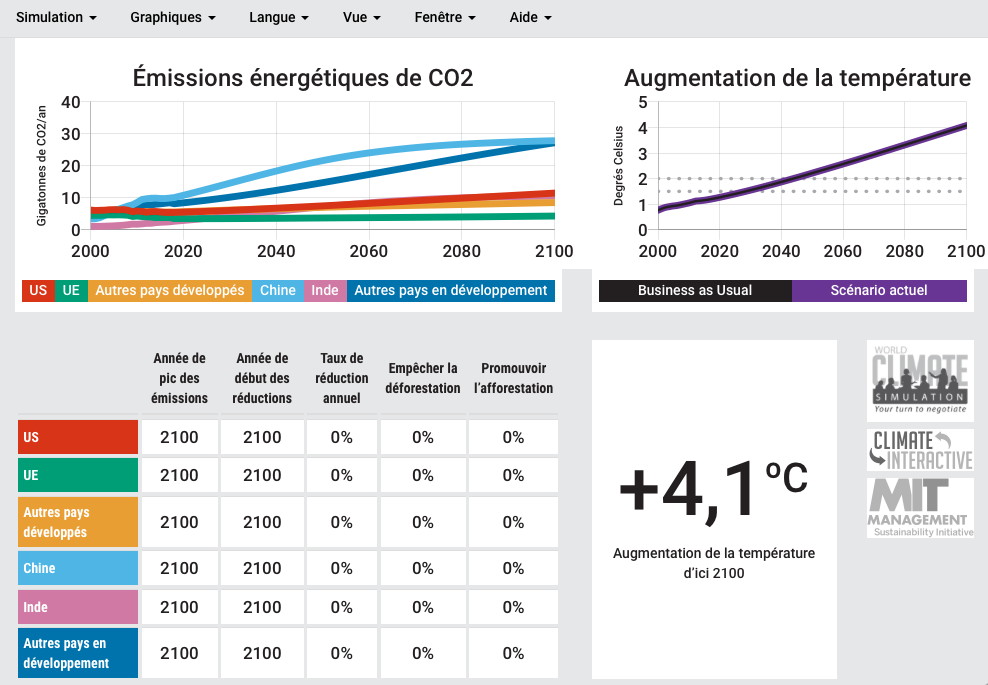 Simulation Graphiques Langue Vue Fenêtre Aide
Émissions énergétiques de CO2
Gigatonnes de CO2/an
40
30
20
10
0
2000 2020 2040 2060 2080 2100
US UE Autres pays développés Chine Inde Autres pays en développement
Augmentation de la température
Degrés Celsius
5
4
3
2
1
0
2000 2020 2040 2060 2080 2100
Business as Usual Scénario actuel
Année de pic des émissions
Année de début des réductions
Taux de réduction annuel
Empêcher la déforestation
Promouvoir l'afforestation
US 2100 2100 0% 0% 0%
UE 2100 2100 0% 0% 0%
Autres pays développés 2100 2100 0% 0% 0%
Chine 2100 2100 0% 0% 0%
Inde 2100 2100 0% 0% 0%
Autres pays en développement 2100 2100 0% 0% 0%
+4,1 ºC
Augmentation de la température
d'ici 2100
WORLD
CLIMATE
SIMULATION
Your turn to negotiate
CLIMATE
INTERACTIVE
MIT
MANAGEMENT
Sustainability Initiative